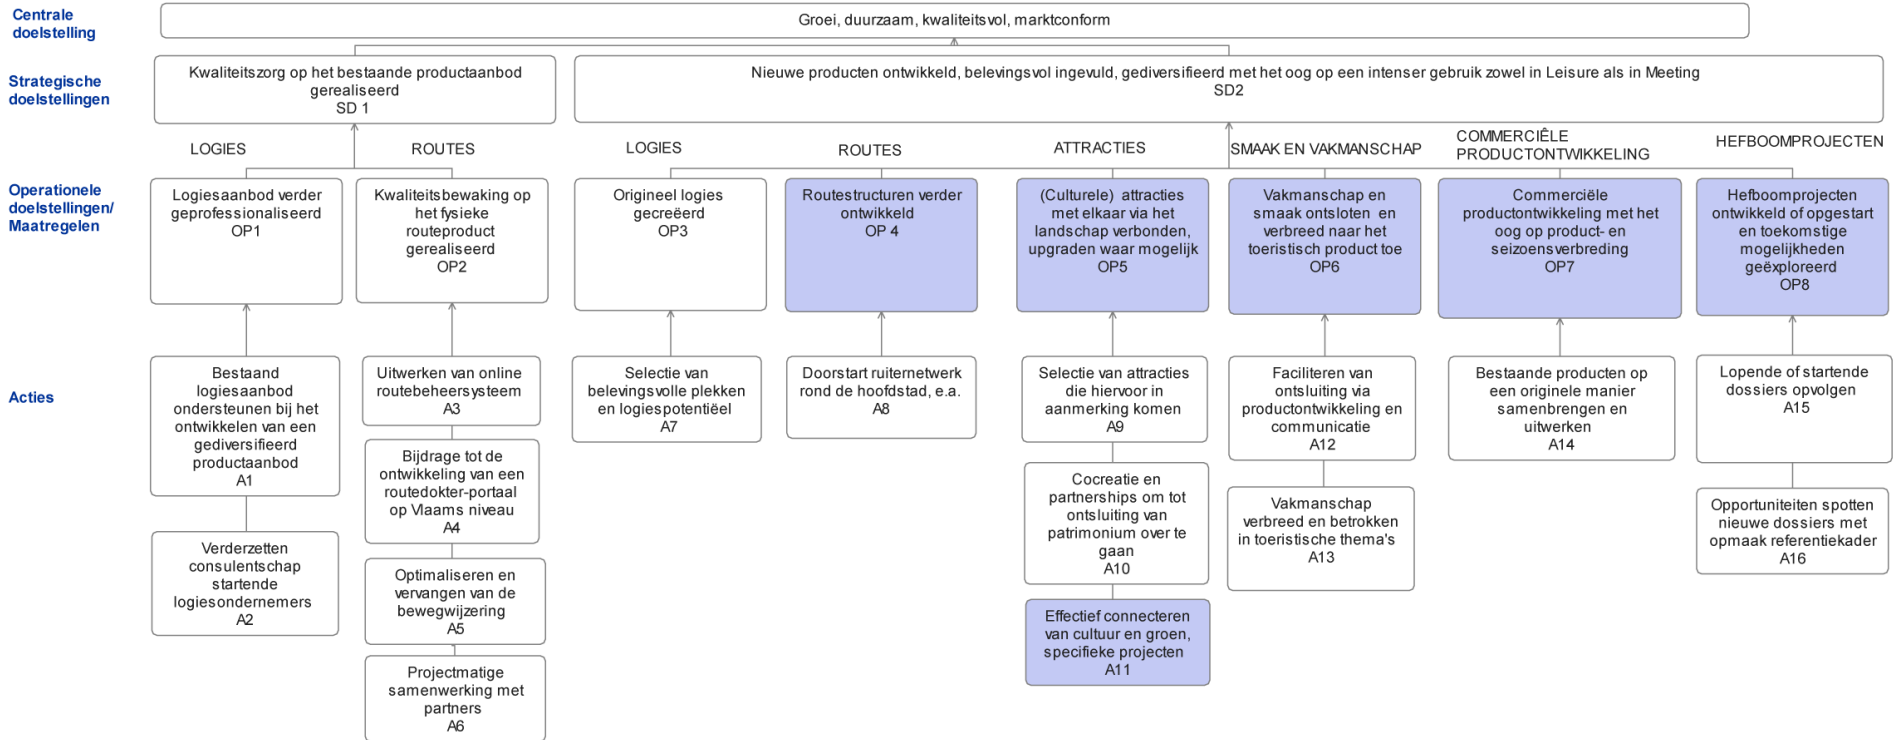 Centrale
doelstelling
Groei, duurzaam, kwaliteitsvol, marktconform
Strategische
doelstellingen
Kwaliteitszorg op het bestaande productaanbod
gerealiseerd
SD 1
Nieuwe producten ontwikkeld, belevingsvol ingevuld, gediversifieerd met het oog op een intenser gebruik zowel in Leisure als in Meeting
SD2
LOGIES
ROUTES
LOGIES
ROUTES
ATTRACTIES
SMAAK EN VAKMANSCHAP
COMMERCIÊLE
PRODUCTONTWIKKELING
HEFBOOMPROJECTEN
Operationele
doelstellingen/
Maatregelen
Logiesaanbod verder
geprofessionaliseerd
OP1
Kwaliteitsbewaking op
het fysieke
routeproduct
gerealiseerd
OP2
Origineel logies
gecreëerd
OP3
Routestructuren verder
ontwikkeld
OP 4
(Culturele) attracties
met elkaar via het
landschap verbonden,
upgraden waar mogelijk
OP5
Vakmanschap en
smaak ontsloten en
verbreed naar het
toeristisch product toe
OP6
Commerciële
productontwikkeling met het
oog op product- en
seizoensverbreding
OP7
Hefboomprojecten
ontwikkeld of opgestart
en toekomstige
mogelijkheden
geëxploreerd
OP8
Acties
Bestaand
logiesaanbod
ondersteunen bij het
ontwikkelen van een
gediversifieerd
productaanbod
A1
Verderzetten
consulentschap
startende
logiesondernemers
A2
Uitwerken van online
routebeheersysteem
A3
Bijdrage tot de
ontwikkeling van een
routedokter-portaal
op Vlaams niveau
A4
Optimaliseren en
vervangen van de
bewegwijzering
A5
Projectmatige
samenwerking met
partners
A6
Selectie van
belevingsvolle plekken
en logiespotentiëel
A7
Doorstart ruiternetwerk
rond de hoofdstad, e.a.
A8
Selectie van attracties
die hiervoor in
aanmerking komen
A9
Cocreatie en
partnerships om tot
ontsluiting van
patrimonium over te
gaan
A10
Effectief connecteren
van cultuur en groen,
specifieke projecten
A11
Faciliteren van
ontsluiting via
productontwikkeling en
communicatie
A12
Vakmanschap
verbreed en betrokken
in toeristische thema's
A13
Bestaande producten op
een originele manier
samenbrengen en
uitwerken
A14
Lopende of startende
dossiers opvolgen
A15
Opportuniteiten spotten
nieuwe dossiers met
opmaak referentiekader
A16